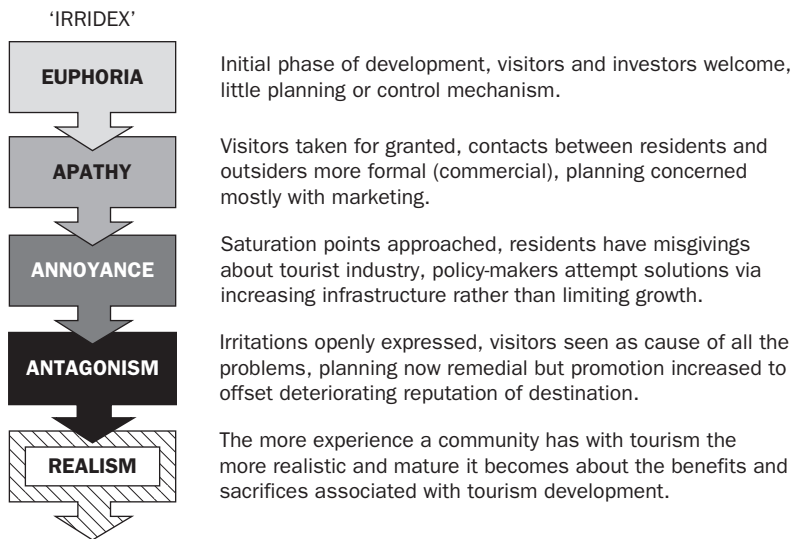 'IRRIDEX'
EUPHORIA
Initial phase of development, visitors and investors welcome,
little planning or control mechanism.
APATHY
Visitors taken for granted, contacts between residents and
outsiders more formal (commercial), planning concerned
mostly with marketing.
ANNOYANCE
Saturation points approached, residents have misgivings
about tourist industry, policy-makers attempt solutions via
increasing infrastructure rather than limiting growth.
ANTAGONISM
Irritations openly expressed, visitors seen as cause of all the
problems, planning now remedial but promotion increased to
offset deteriorating reputation of destination.
REALISM
The more experience a community has with tourism the
more realistic and mature it becomes about the benefits and
sacrifices associated with tourism development.